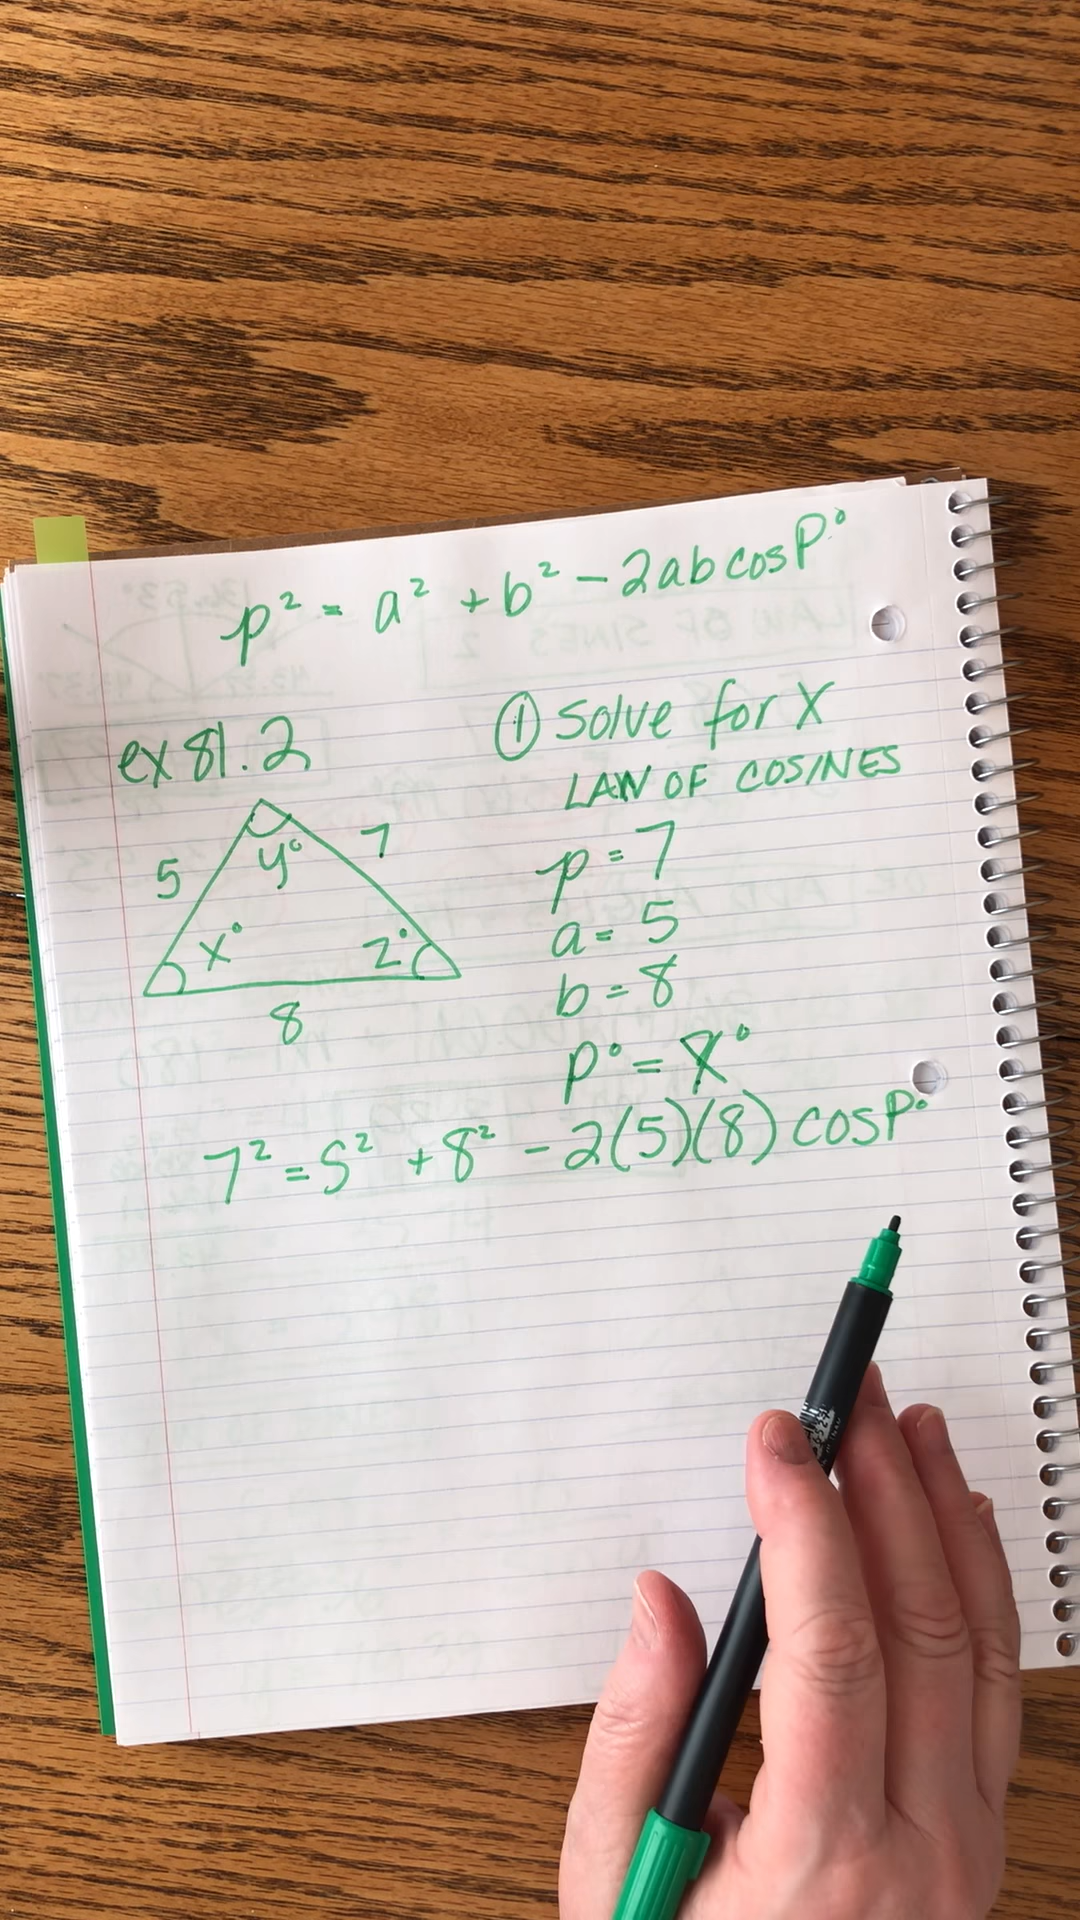 p² = a² + b² - 2ab cos P°
ex 81.2
① Solve for X
LAW OF COSINES
5
7
y°
x°
z°
8
p = 7
a = 5
b = 8
P° = X°
7² = 5² + 8² - 2(5)(8) cos P°